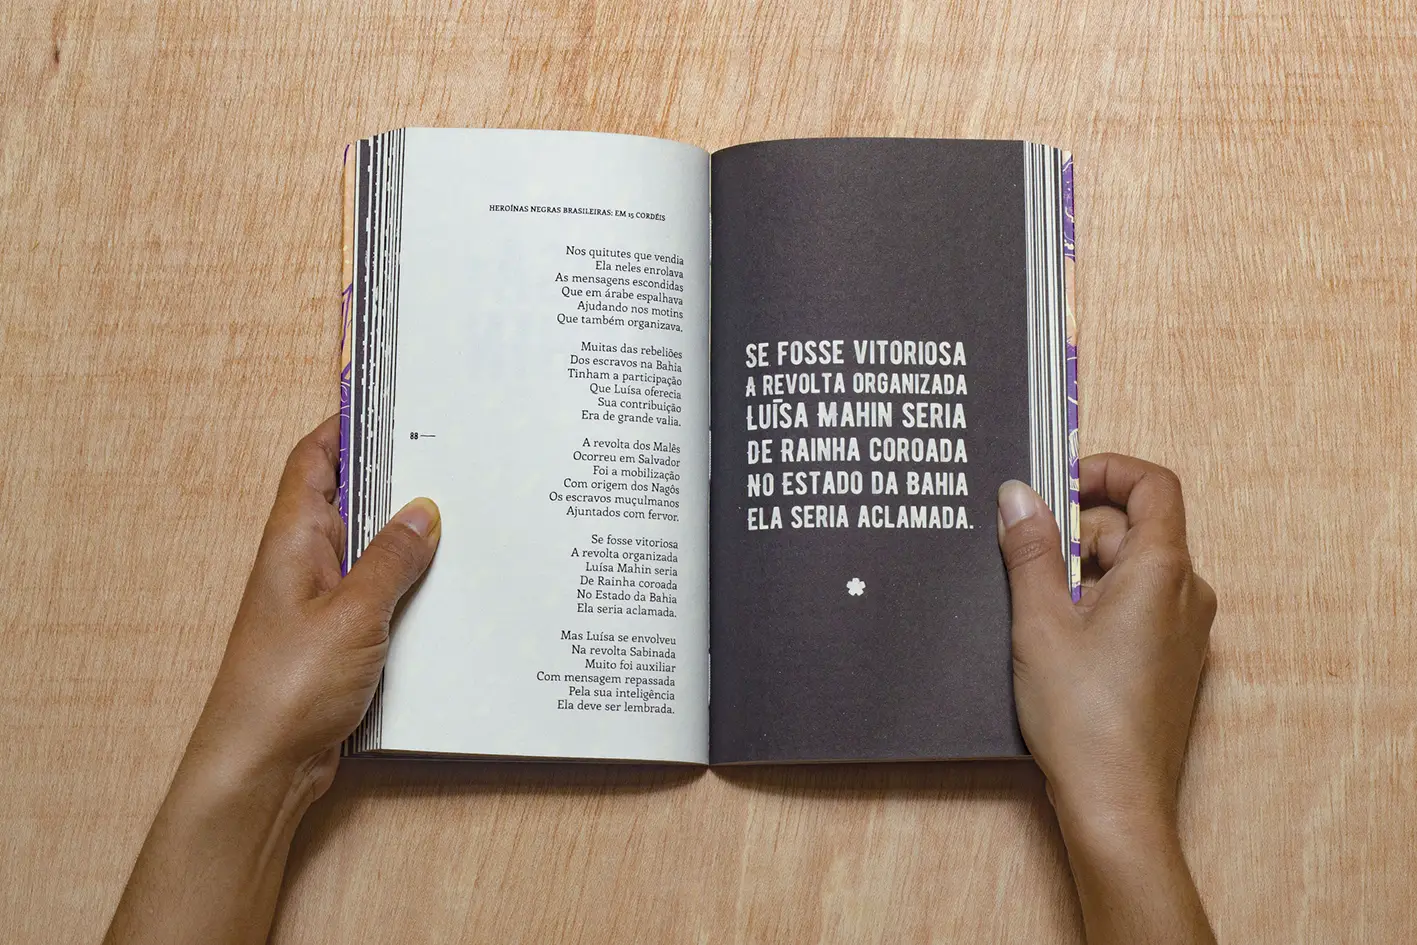 HEROÍNAS NEGRAS BRASILEIRAS: EM 15 CORDÉIS
Nos quitutes que vendia
Ela neles enrolava
As mensagens escondidas
Que em árabe espalhava
Ajudando nos motins
Que também organizava.
Muitas das rebeliões
Dos escravos na Bahia
Tinham a participação
Que Luísa oferecia
Sua contribuição
Era de grande valia.
88
A revolta dos Malês
Ocorreu em Salvador
Foi a mobilização
Com origem dos Nagôs
Os escravos muçulmanos
Ajuntados com fervor.
Se fosse vitoriosa
A revolta organizada
Luísa Mahin seria
De Rainha coroada
No Estado da Bahia
Ela seria aclamada.
Mas Luísa se envolveu
Na revolta Sabinada
Muito foi auxiliar
Com mensagem repassada
Pela sua inteligência
Ela deve ser lembrada.
SE FOSSE VITORIOSA
A REVOLTA ORGANIZADA
LUÍSA MAHIN SERIA
DE RAINHA COROADA
NO ESTADO DA BAHIA
ELA SERIA ACLAMADA.